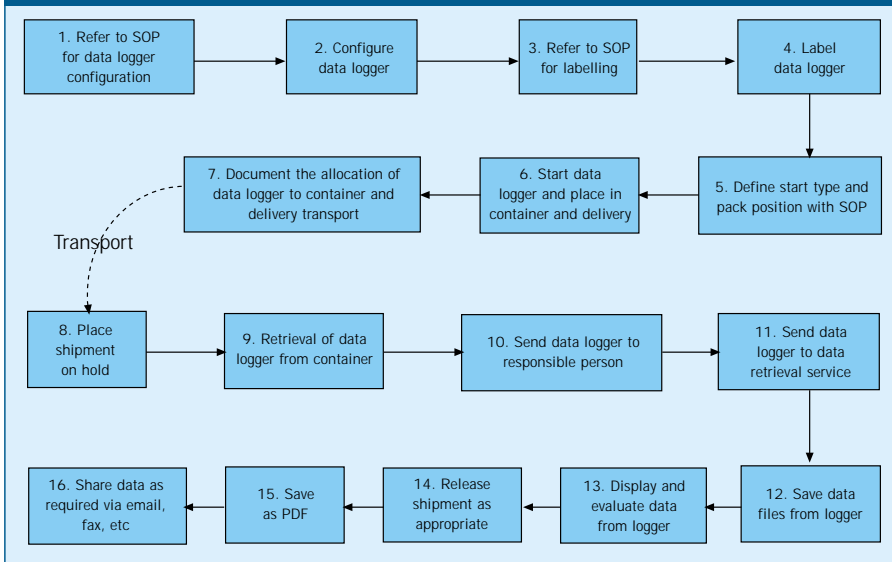 1. Refer to SOP
for data logger
configuration
2. Configure
data logger
3. Refer to SOP
for labelling
4. Label
data logger
7. Document the allocation of
data logger to container and
delivery transport
6. Start data
logger and place in
container and delivery
5. Define start type and
pack position with SOP
Transport
8. Place
shipment
on hold
9. Retrieval of data
logger from container
10. Send data logger to
responsible person
11. Send data
logger to data
retrieval service
16. Share data as
required via email,
fax, etc
15. Save
as PDF
14. Release
shipment as
appropriate
13. Display and
evaluate data
from logger
12. Save data
files from logger